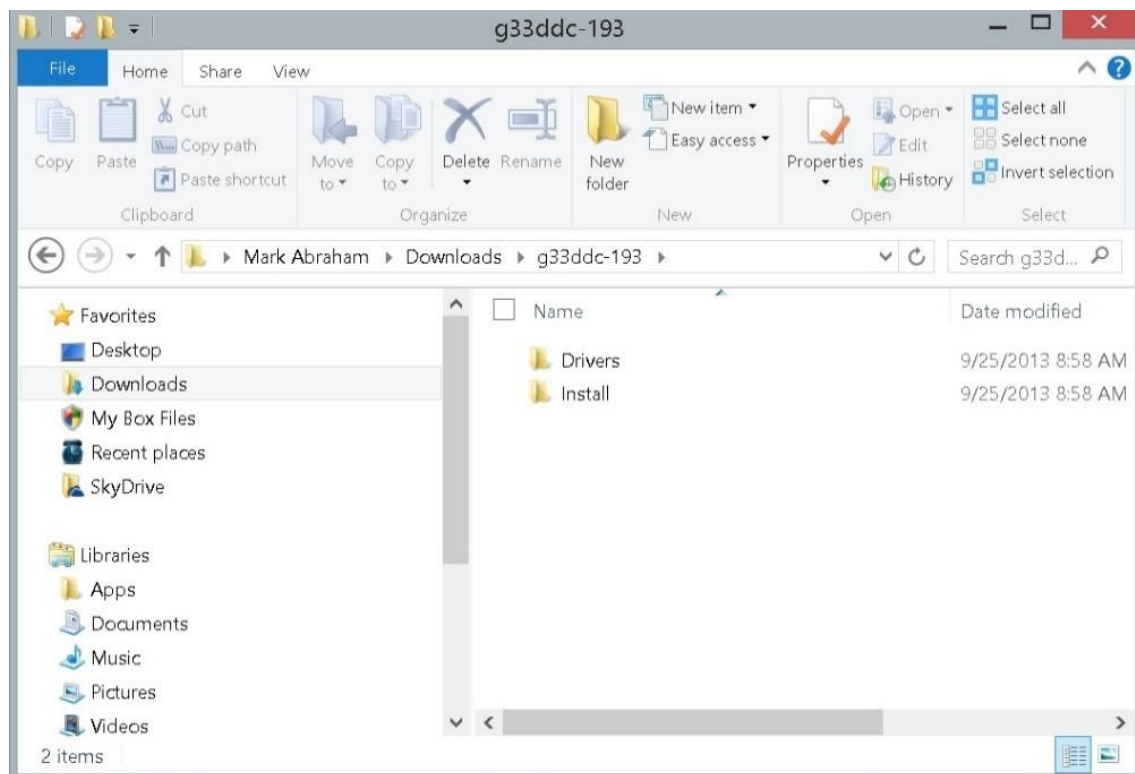 g33ddc-193
File Home Share View
Copy
Paste
Cut
Copy path
Paste shortcut
Clipboard
Move to
Copy to
Delete
Rename
Organize
New folder
New item
Easy access
New
Properties
Open
Edit
History
Open
Select all
Select none
Invert selection
Select
Mark Abraham Downloads g33ddc-193
Search g33d...
Favorites
Desktop
Downloads
My Box Files
Recent places
SkyDrive
Libraries
Apps
Documents
Music
Pictures
Videos
Name Date modified
Drivers 9/25/2013 8:58 AM
Install 9/25/2013 8:58 AM
2 items